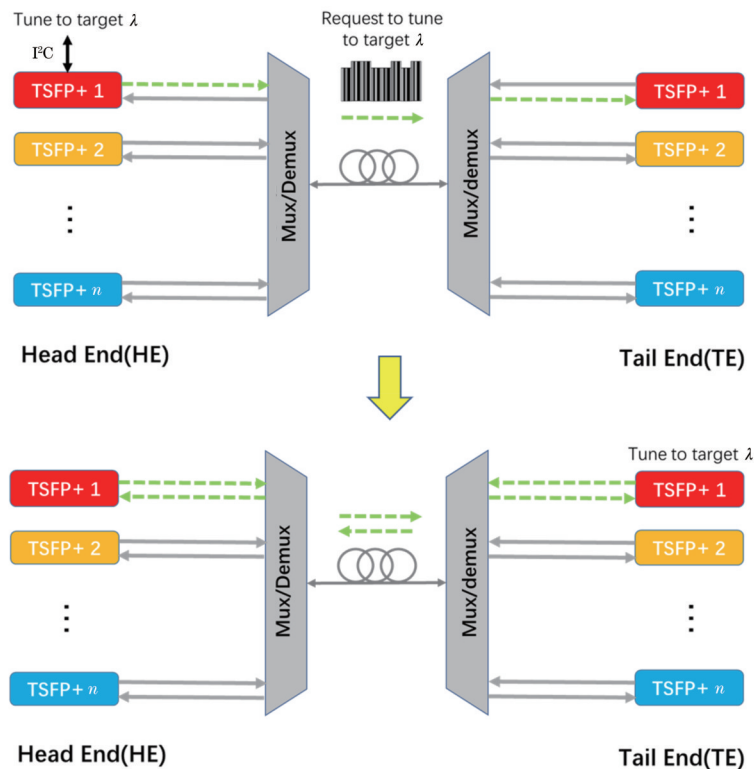 Tune to target λ
Request to tune
to target λ
I²C
TSFP+ 1
TSFP+ 1
TSFP+ 2
TSFP+ 2
Mux/Demux
Mux/demux
⋮
⋮
TSFP+ n
TSFP+ n
Head End(HE)
Tail End(TE)
Tune to target λ
TSFP+ 1
TSFP+ 1
TSFP+ 2
TSFP+ 2
Mux/Demux
Mux/demux
⋮
⋮
TSFP+ n
TSFP+ n
Head End(HE)
Tail End(TE)